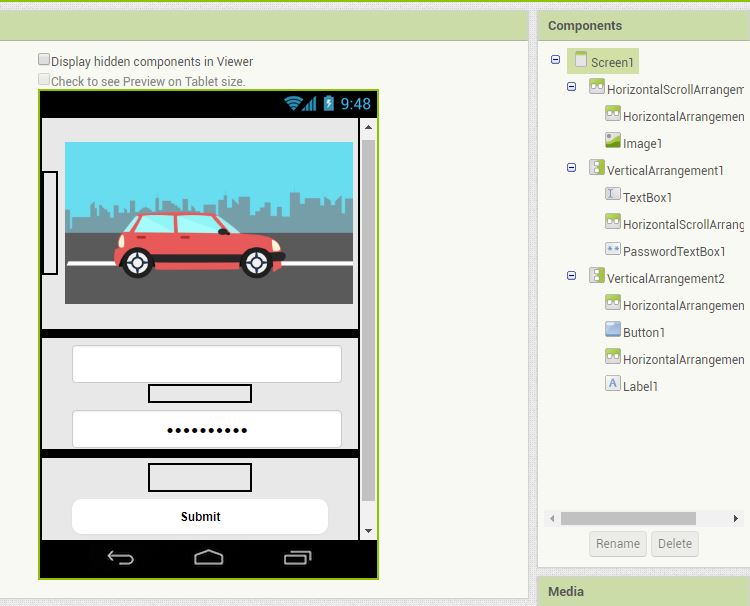 Components
Display hidden components in Viewer
Check to see Preview on Tablet size.
9:48
Submit
Screen1
HorizontalScrollArrangem
HorizontalArrangemen
Image1
VerticalArrangement1
TextBox1
HorizontalScrollArrang
PasswordTextBox1
VerticalArrangement2
HorizontalArrangemen
Button1
HorizontalArrangemen
A
Label1
Rename
Delete
Media